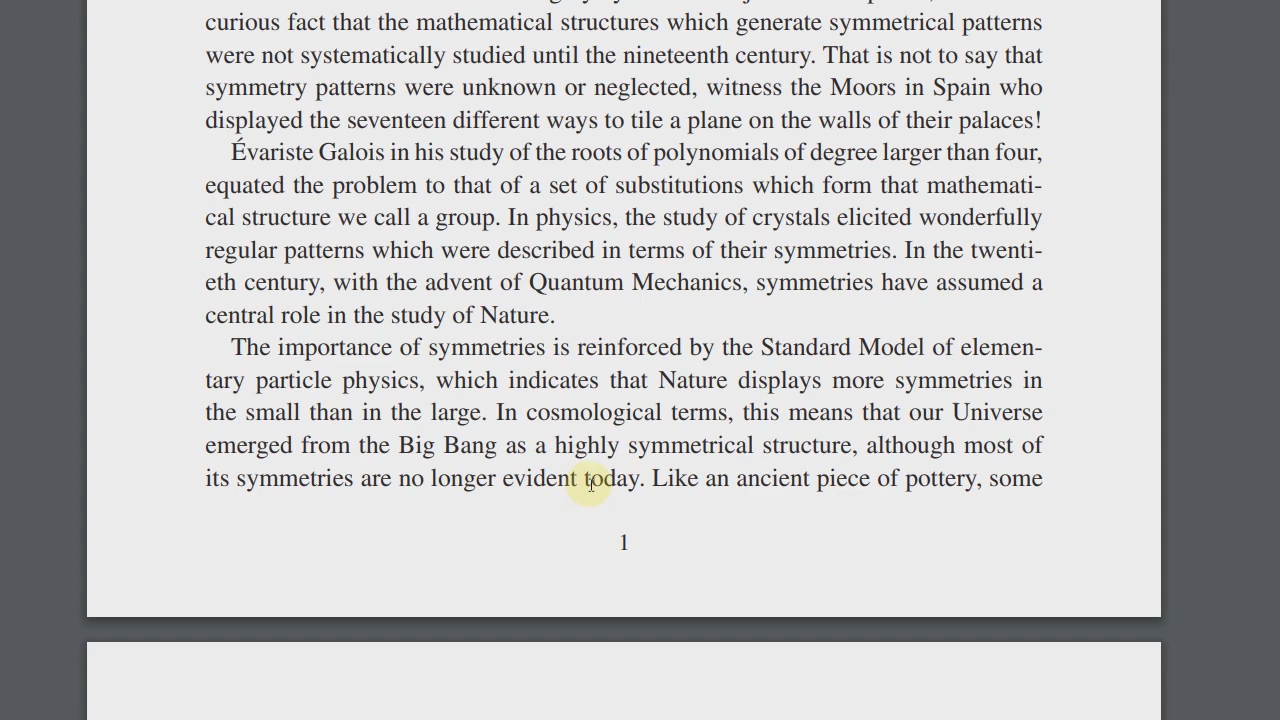 curious fact that the mathematical structures which generate symmetrical patterns
were not systematically studied until the nineteenth century. That is not to say that
symmetry patterns were unknown or neglected, witness the Moors in Spain who
displayed the seventeen different ways to tile a plane on the walls of their palaces!
Évariste Galois in his study of the roots of polynomials of degree larger than four,
equated the problem to that of a set of substitutions which form that mathemati-
cal structure we call a group. In physics, the study of crystals elicited wonderfully
regular patterns which were described in terms of their symmetries. In the twenti-
eth century, with the advent of Quantum Mechanics, symmetries have assumed a
central role in the study of Nature.
The importance of symmetries is reinforced by the Standard Model of elemen-
tary particle physics, which indicates that Nature displays more symmetries in
the small than in the large. In cosmological terms, this means that our Universe
emerged from the Big Bang as a highly symmetrical structure, although most of
its symmetries are no longer evident today. Like an ancient piece of pottery, some
1